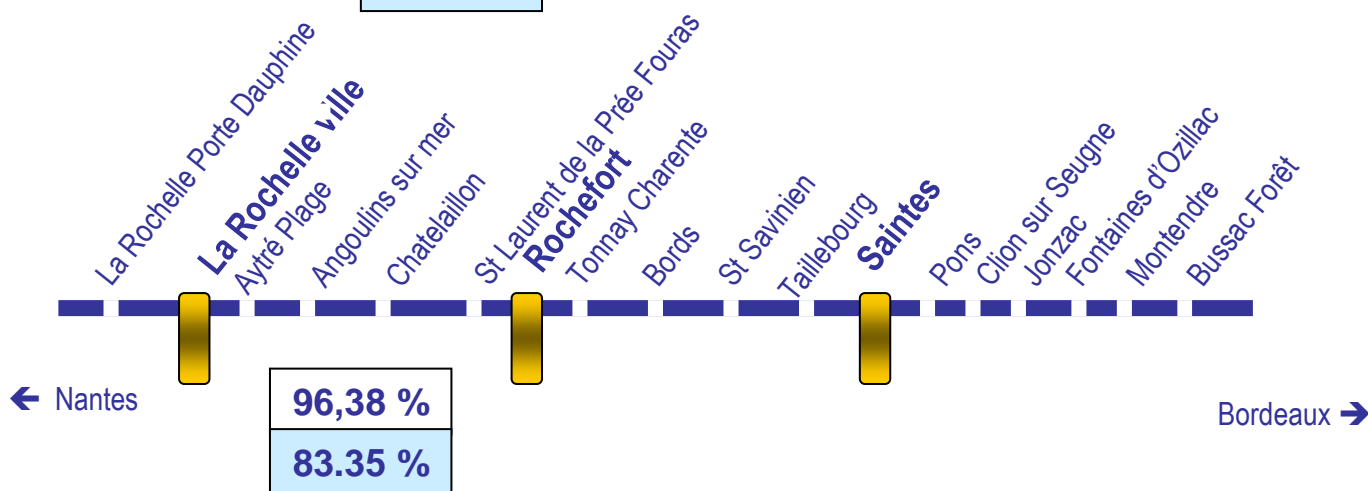 La Rochelle Porte Dauphine
La Rochelle ville
Aytré Plage
Angoulins sur mer
Chatelaillon
St Laurent de la Prée Fouras
Rochefort
Tonnay Charente
Bords
St Savinien
Taillebourg
Saintes
Pons
Clion sur Seugne
Jonzac
Fontaines d'Ozillac
Montendre
Bussac Forêt
← Nantes
96,38 %
83.35 %
Bordeaux →